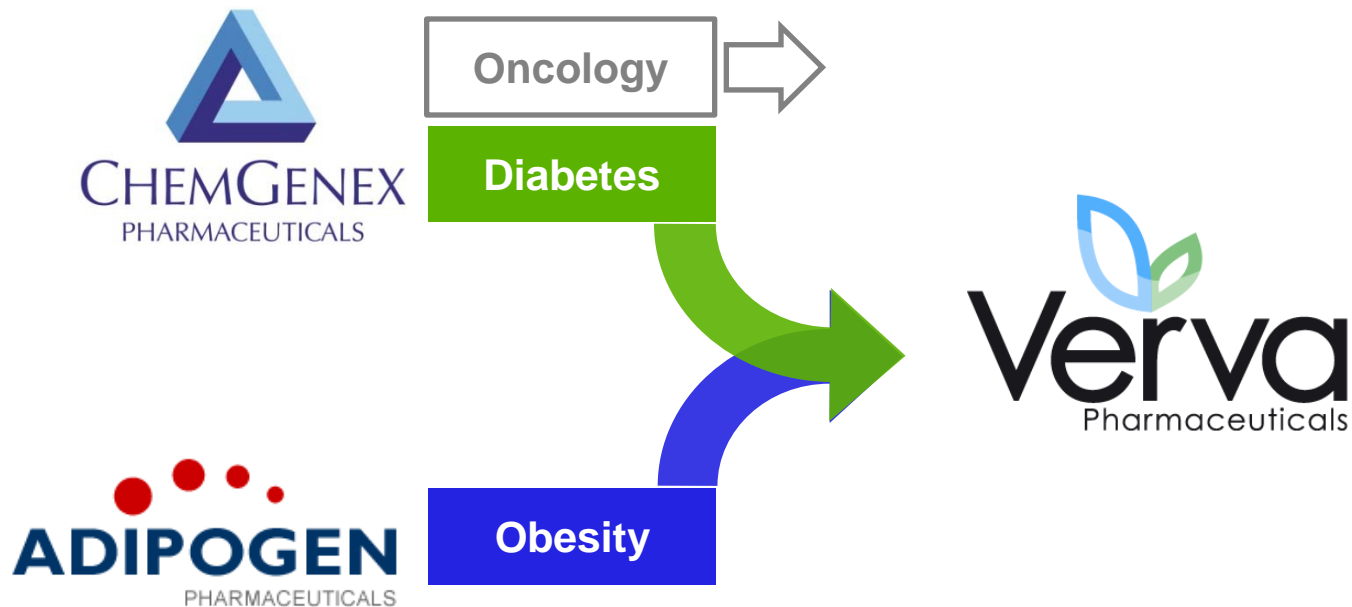 Oncology
CHEMGENEX
PHARMACEUTICALS
Diabetes
Verva
Pharmaceuticals
ADIPOGEN
PHARMACEUTICALS
Obesity